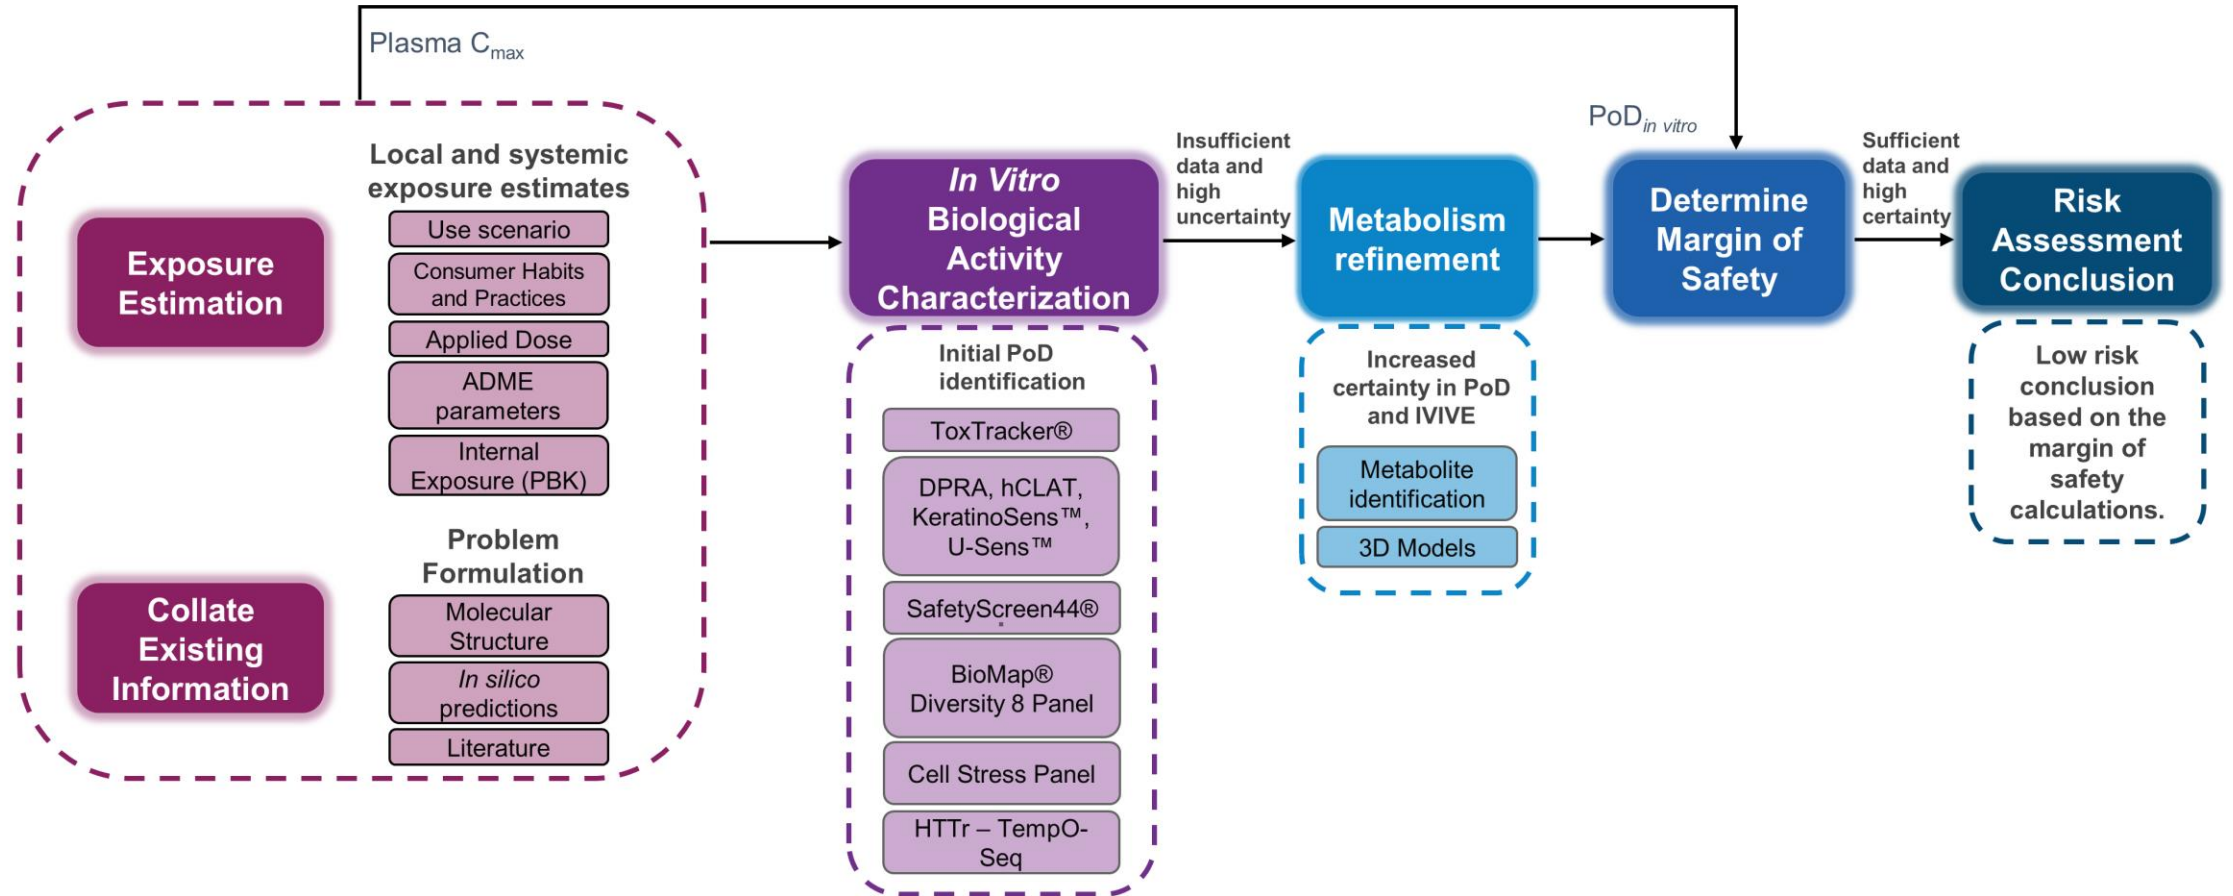 Plasma Cmax
Local and systemic
exposure estimates
Exposure
Estimation
Use scenario
Consumer Habits
and Practices
Applied Dose
ADME
parameters
Internal
Exposure (PBK)
Problem
Formulation
Collate
Existing
Information
Molecular
Structure
In silico
predictions
Literature
In Vitro
Biological
Activity
Characterization
Initial PoD
identification
ToxTracker®
DPRA, hCLAT,
KeratinoSens™,
U-Sens™
SafetyScreen44®
BioMap®
Diversity 8 Panel
Cell Stress Panel
HTTr – TempO-
Seq
Insufficient
data and
high
uncertainty
Metabolism
refinement
Increased
certainty in PoD
and IVIVE
Metabolite
identification
3D Models
PoDin vitro
Determine
Margin of
Safety
Sufficient
data and
high
certainty
Risk
Assessment
Conclusion
Low risk
conclusion
based on the
margin of
safety
calculations.